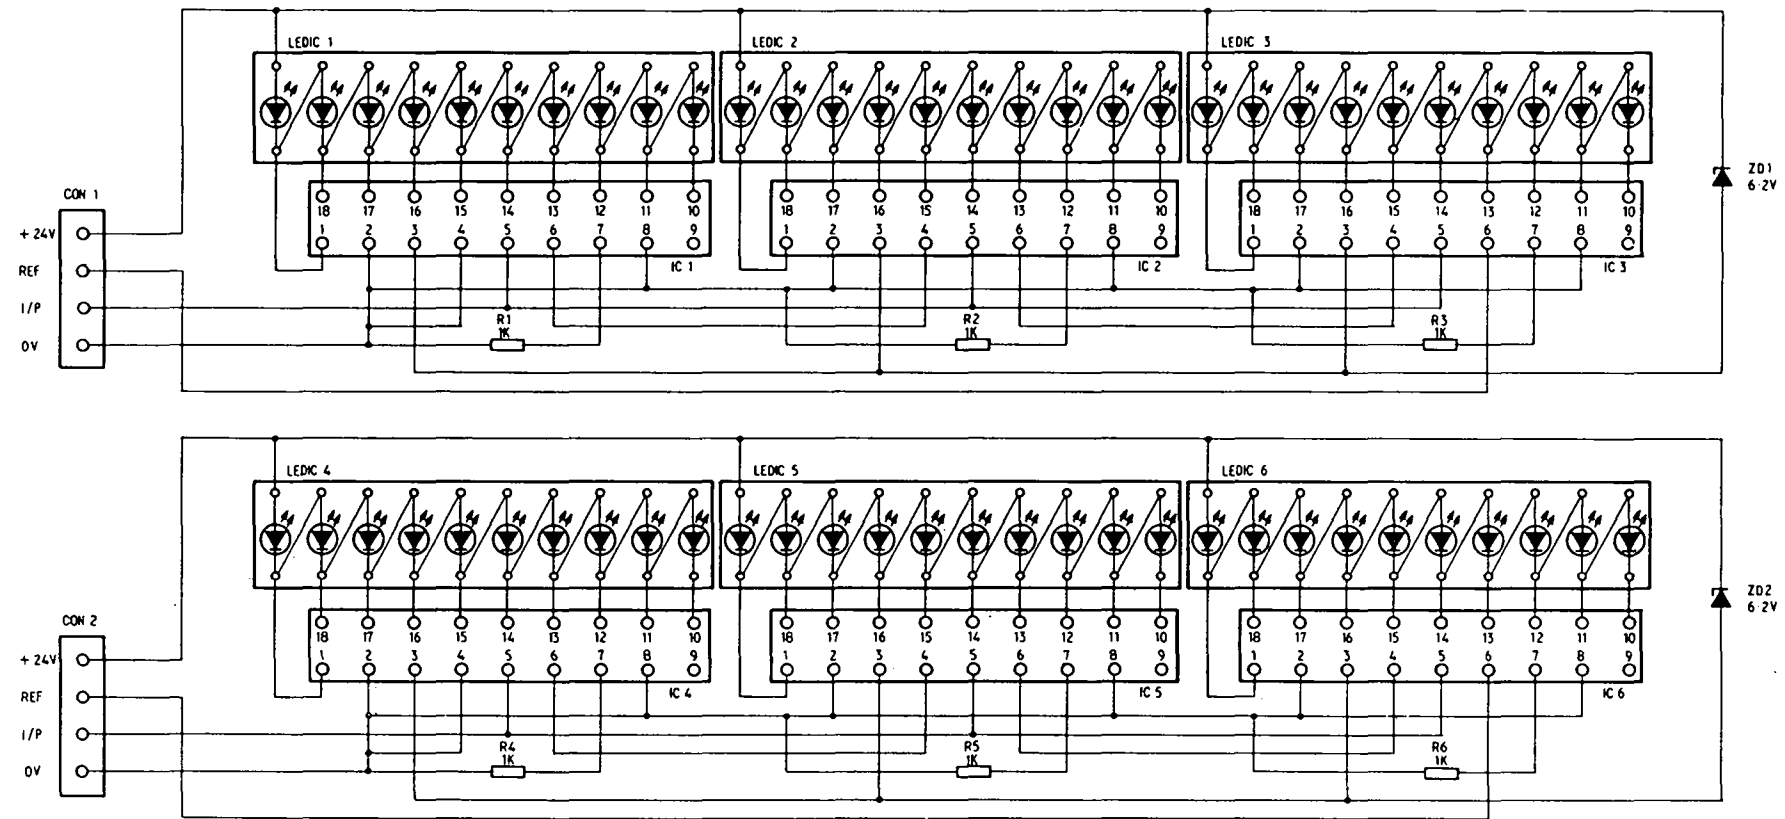 LEDIC 1 LEDIC 2 LEDIC 3
ZD1
6·2V
CON 1
18 17 16 15 14 13 12 11 10 18 17 16 15 14 13 12 11 10 18 17 16 15 14 13 12 11 10
+ 24V 1 2 3 4 5 6 7 8 9 1 2 3 4 5 6 7 8 9 1 2 3 4 5 6 7 8 9
REF IC 1 IC 2 IC 3
I/P
R1 R2 R3
1K 1K 1K
0V
LEDIC 4 LEDIC 5 LEDIC 6
ZD2
6·2V
CON 2
18 17 16 15 14 13 12 11 10 18 17 16 15 14 13 12 11 10 18 17 16 15 14 13 12 11 10
+ 24V 1 2 3 4 5 6 7 8 9 1 2 3 4 5 6 7 8 9 1 2 3 4 5 6 7 8 9
REF IC 4 IC 5 IC 6
I/P
R4 R5 R6
1K 1K 1K
0V